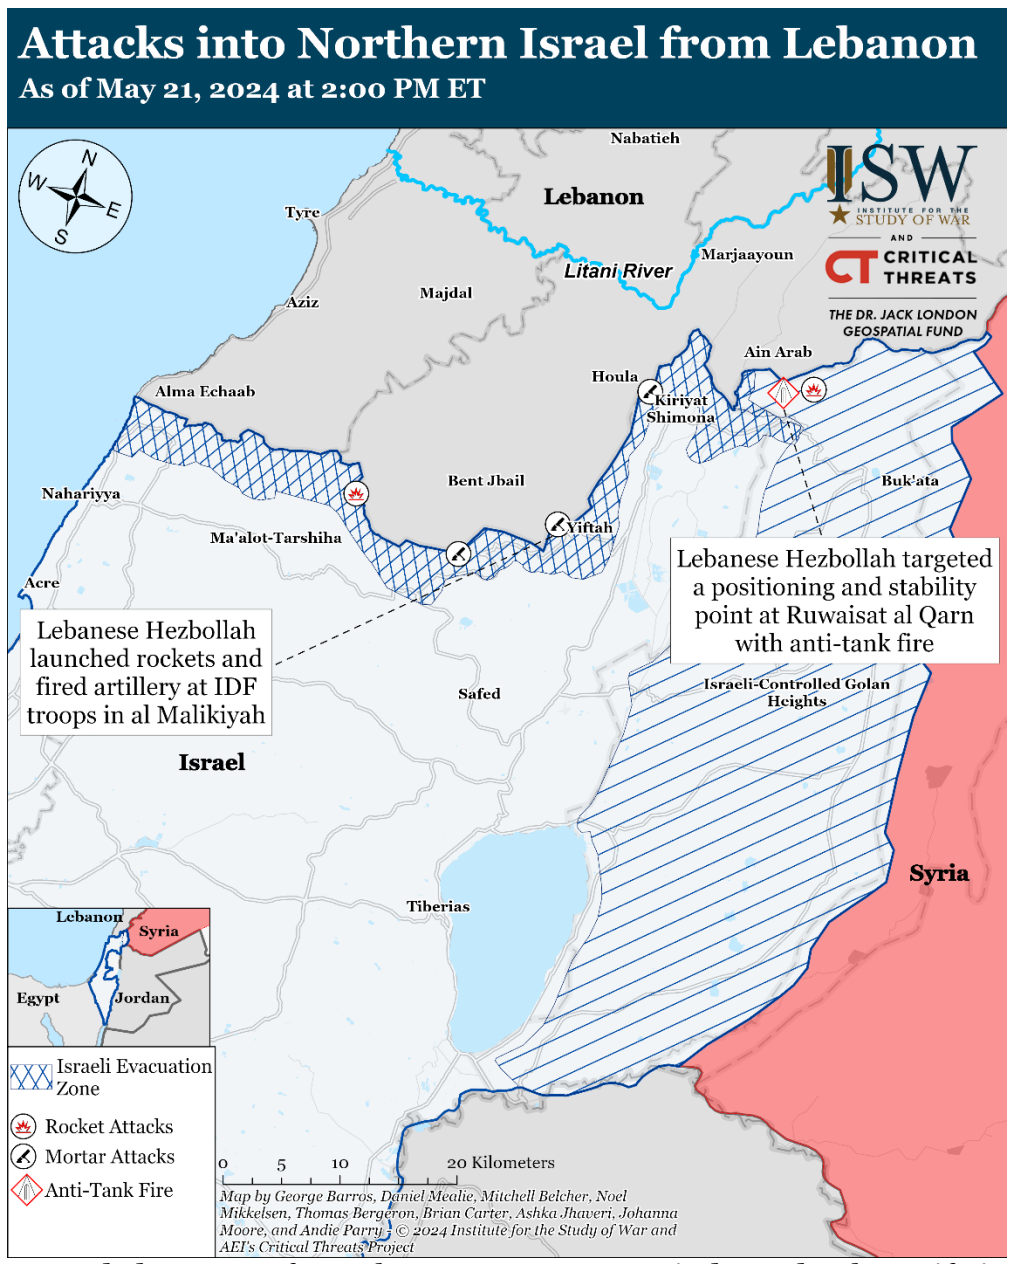 Attacks into Northern Israel from Lebanon
As of May 21, 2024 at 2:00 PM ET
N
W
E
S
Nabatieh
Lebanon
ISW
INSTITUTE FOR THE
STUDY OF WAR
AND
CT CRITICAL
THREATS
THE DR. JACK LONDON
GEOSPATIAL FUND
Tyre
Litani River
Marjaayoun
Aziz
Majdal
Ain Arab
Houla
Alma Echaab
Kiriyat
Shimona
Bent Jbail
Buk'ata
Nahariyya
Yiftah
Ma'alot-Tarshiha
Acre
Lebanese Hezbollah targeted
a positioning and stability
point at Ruwaisat al Qarn
with anti-tank fire
Lebanese Hezbollah
launched rockets and
fired artillery at IDF
troops in al Malikiyah
Safed
Israeli-Controlled Golan
Heights
Israel
Syria
Tiberias
Lebanon
Syria
Egypt
Jordan
Israeli Evacuation
Zone
Rocket Attacks
Mortar Attacks
Anti-Tank Fire
0 5 10 20 Kilometers
Map by George Barros, Daniel Mealie, Mitchell Belcher, Noel
Mikkelsen, Thomas Bergeron, Brian Carter, Ashka Jhaveri, Johanna
Moore, and Andie Parry - © 2024 Institute for the Study of War and
AEI's Critical Threats Project